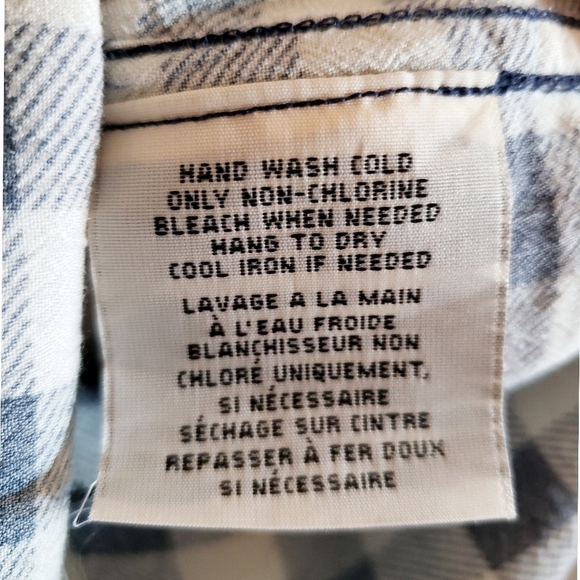 HAND WASH COLD
ONLY NON-CHLORINE
BLEACH WHEN NEEDED
HANG TO DRY
COOL IRON IF NEEDED
LAVAGE A LA MAIN
À L'EAU FROIDE
BLANCHISSEUR NON
CHLORÉ UNIQUEMENT,
SI NÉCESSAIRE
SÉCHAGE SUR CINTRE
REPASSER À FER DOUX
SI NÉCESSAIRE